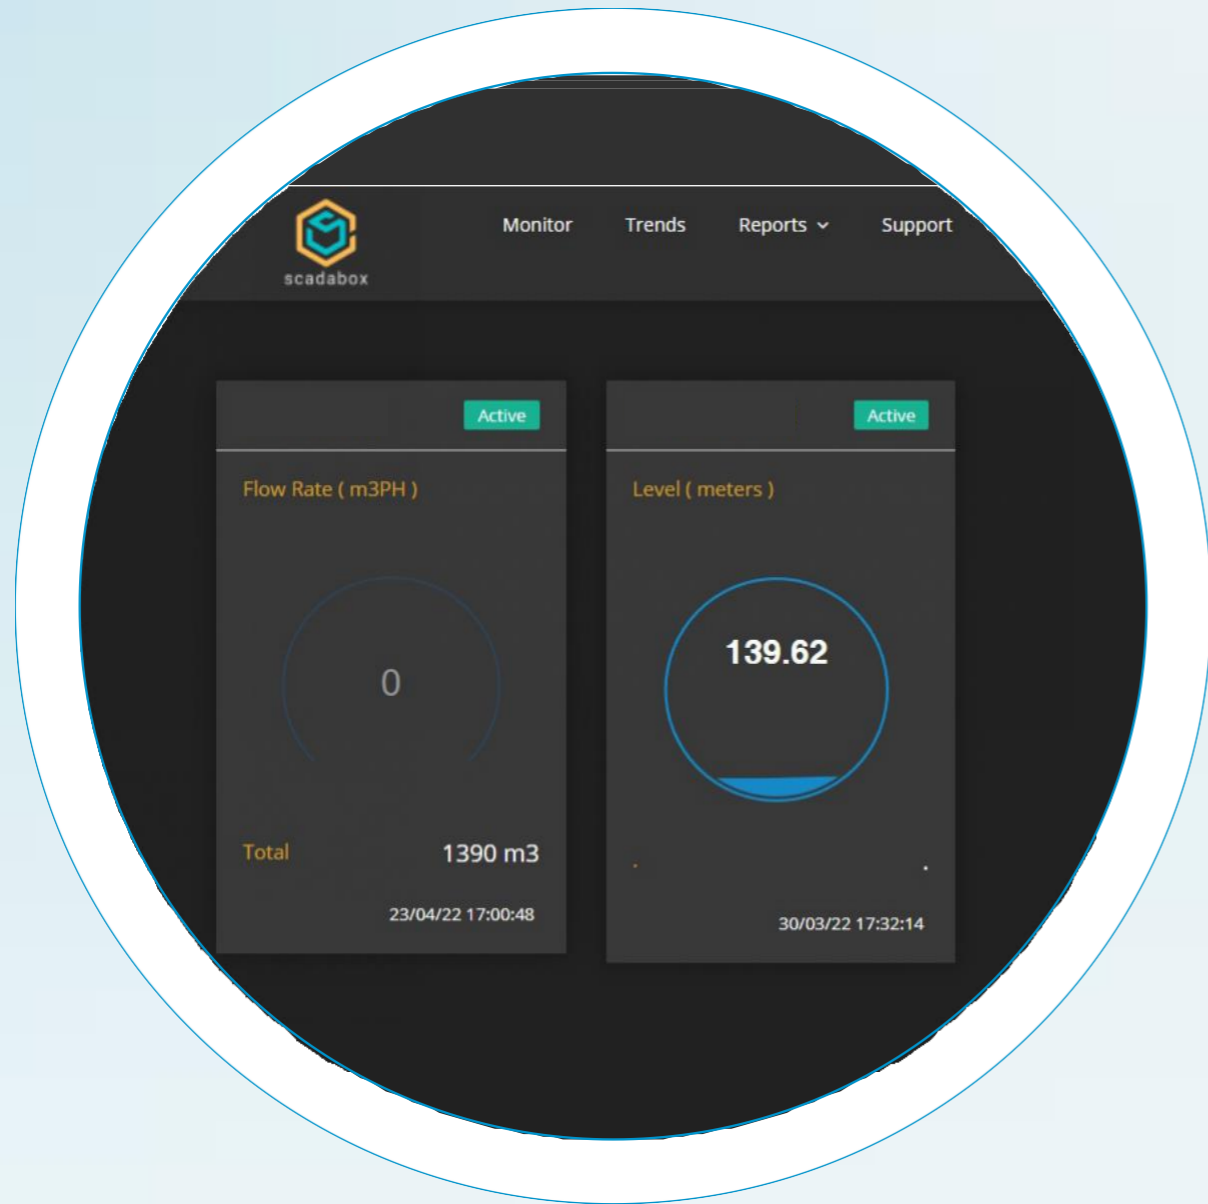 scadabox
Monitor Trends Reports Support
Active
Flow Rate ( m3PH )
0
Total 1390 m3
23/04/22 17:00:48
Active
Level ( meters )
139.62
. .
30/03/22 17:32:14